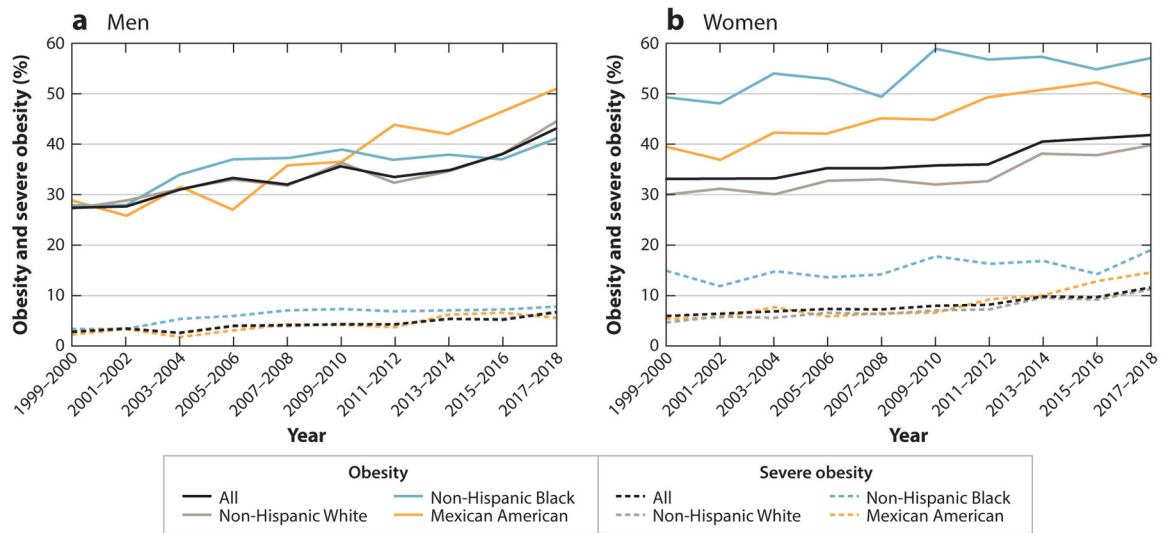 a Men
Obesity and severe obesity (%)
60
50
40
30
20
10
0
1999–2000
2001–2002
2003–2004
2005–2006
2007–2008
2009–2010
2011–2012
2013–2014
2015–2016
2017–2018
Year
b Women
Obesity and severe obesity (%)
60
50
40
30
20
10
0
1999–2000
2001–2002
2003–2004
2005–2006
2007–2008
2009–2010
2011–2012
2013–2014
2015–2016
2017–2018
Year
Obesity
All
Non-Hispanic Black
Non-Hispanic White
Mexican American
Severe obesity
All
Non-Hispanic Black
Non-Hispanic White
Mexican American